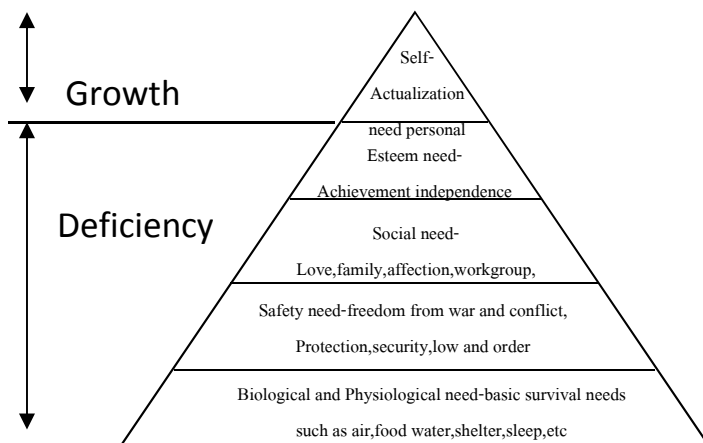 Self-
Actualization
Growth
need personal
Esteem need-
Achievement independence
Deficiency
Social need-
Love,family,affection,workgroup,
Safety need-freedom from war and conflict,
Protection,security,low and order
Biological and Physiological need-basic survival needs
such as air,food water,shelter,sleep,etc